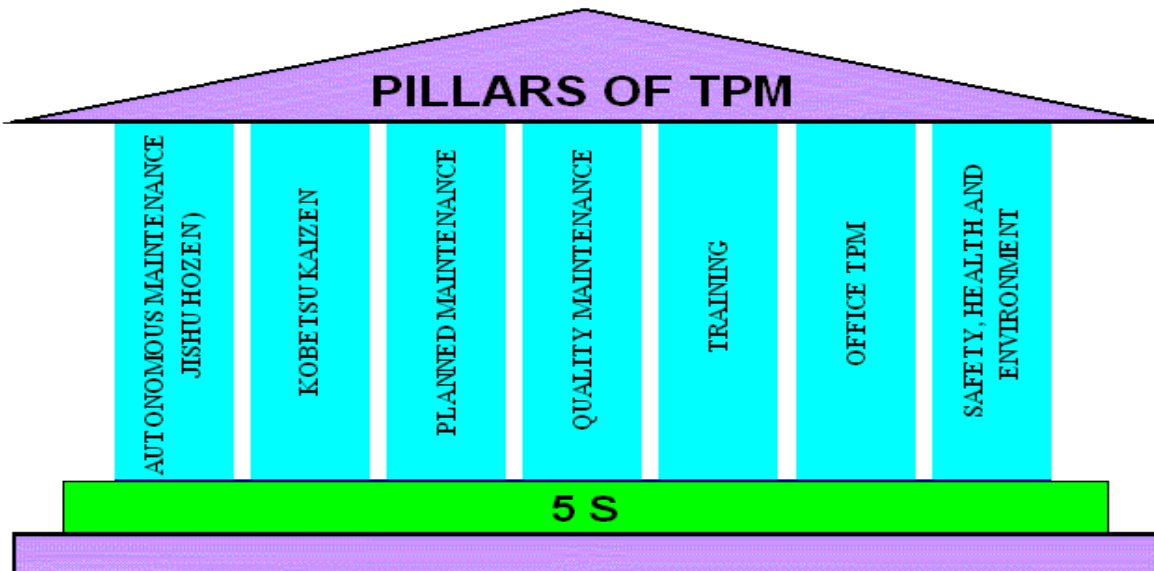 PILLARS OF TPM
AUTONOMOUS MAINTENANCE
JISHU HOZEN)
KOBETSU KAIZEN
PLANNED MAINTENANCE
QUALITY MAINTENANCE
TRAINING
OFFICE TPM
SAFETY, HEALTH AND
ENVIRONMENT
5 S